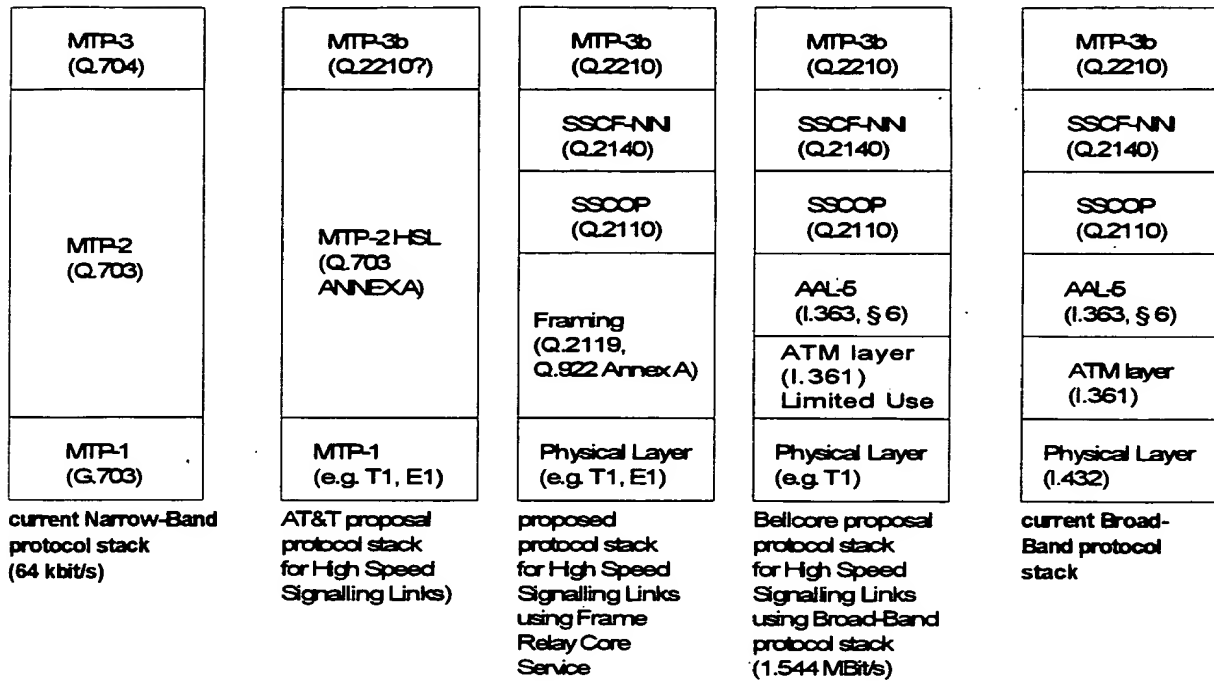 MTP-3
(Q.704)
MTP-2
(Q.703)
MTP-1
(G.703)
current Narrow-Band
protocol stack
(64 kbit/s)
MTP-3b
(Q.2210?)
MTP-2 HSL
(Q.703
ANNEX A)
MTP-1
(e.g. T1, E1)
AT&T proposal
protocol stack
for High Speed
Signalling Links)
MTP-3b
(Q.2210)
SSCF-NNI
(Q.2140)
SSCOP
(Q.2110)
Framing
(Q.2119,
Q.922 Annex A)
Physical Layer
(e.g. T1, E1)
proposed
protocol stack
for High Speed
Signalling Links
using Frame
Relay Core
Service
MTP-3b
(Q.2210)
SSCF-NNI
(Q.2140)
SSCOP
(Q.2110)
AAL-5
(I.363, § 6)
ATM layer
(I.361)
Limited Use
Physical Layer
(e.g. T1)
Bellcore proposal
protocol stack
for High Speed
Signalling Links
using Broad-Band
protocol stack
(1.544 MBit/s)
MTP-3b
(Q.2210)
SSCF-NNI
(Q.2140)
SSCOP
(Q.2110)
AAL-5
(I.363, § 6)
ATM layer
(I.361)
Physical Layer
(I.432)
current Broad-
Band protocol
stack